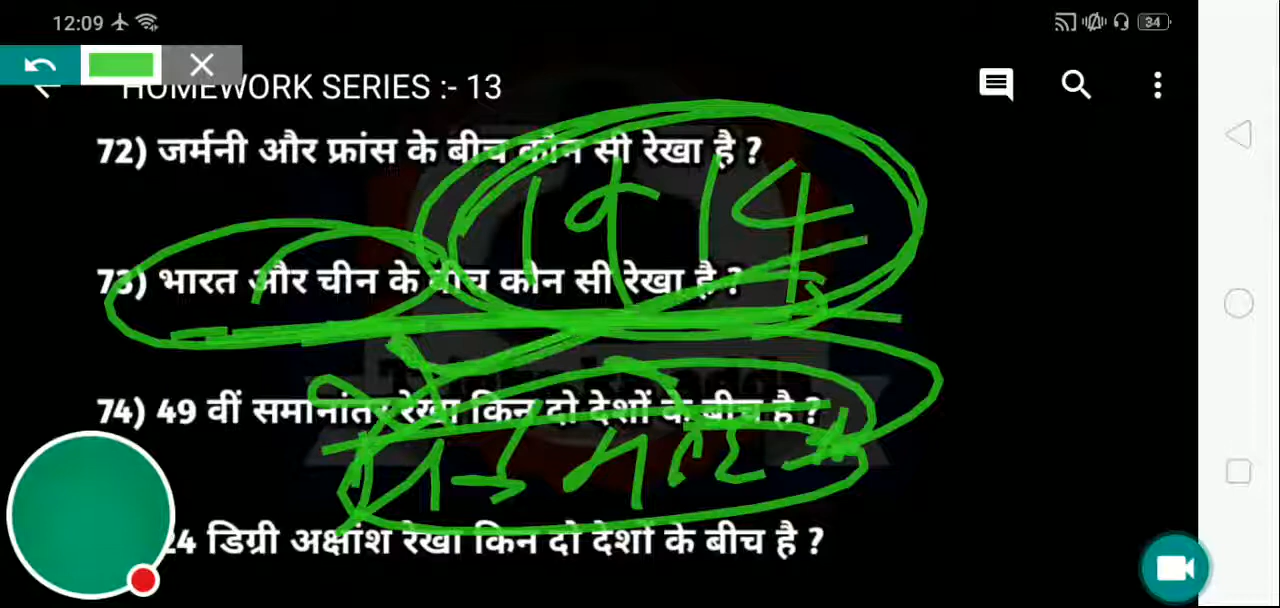 12:09
34
HOMEWORK SERIES :- 13
72) जर्मनी और फ्रांस के बीच कौन सी रेखा है ?
1914
73) भारत और चीन के बीच कौन सी रेखा है ?
74) 49 वीं समानांतर रेखा किन दो देशों के बीच है ?
24 डिग्री अक्षांश रेखा किन दो देशों के बीच है ?